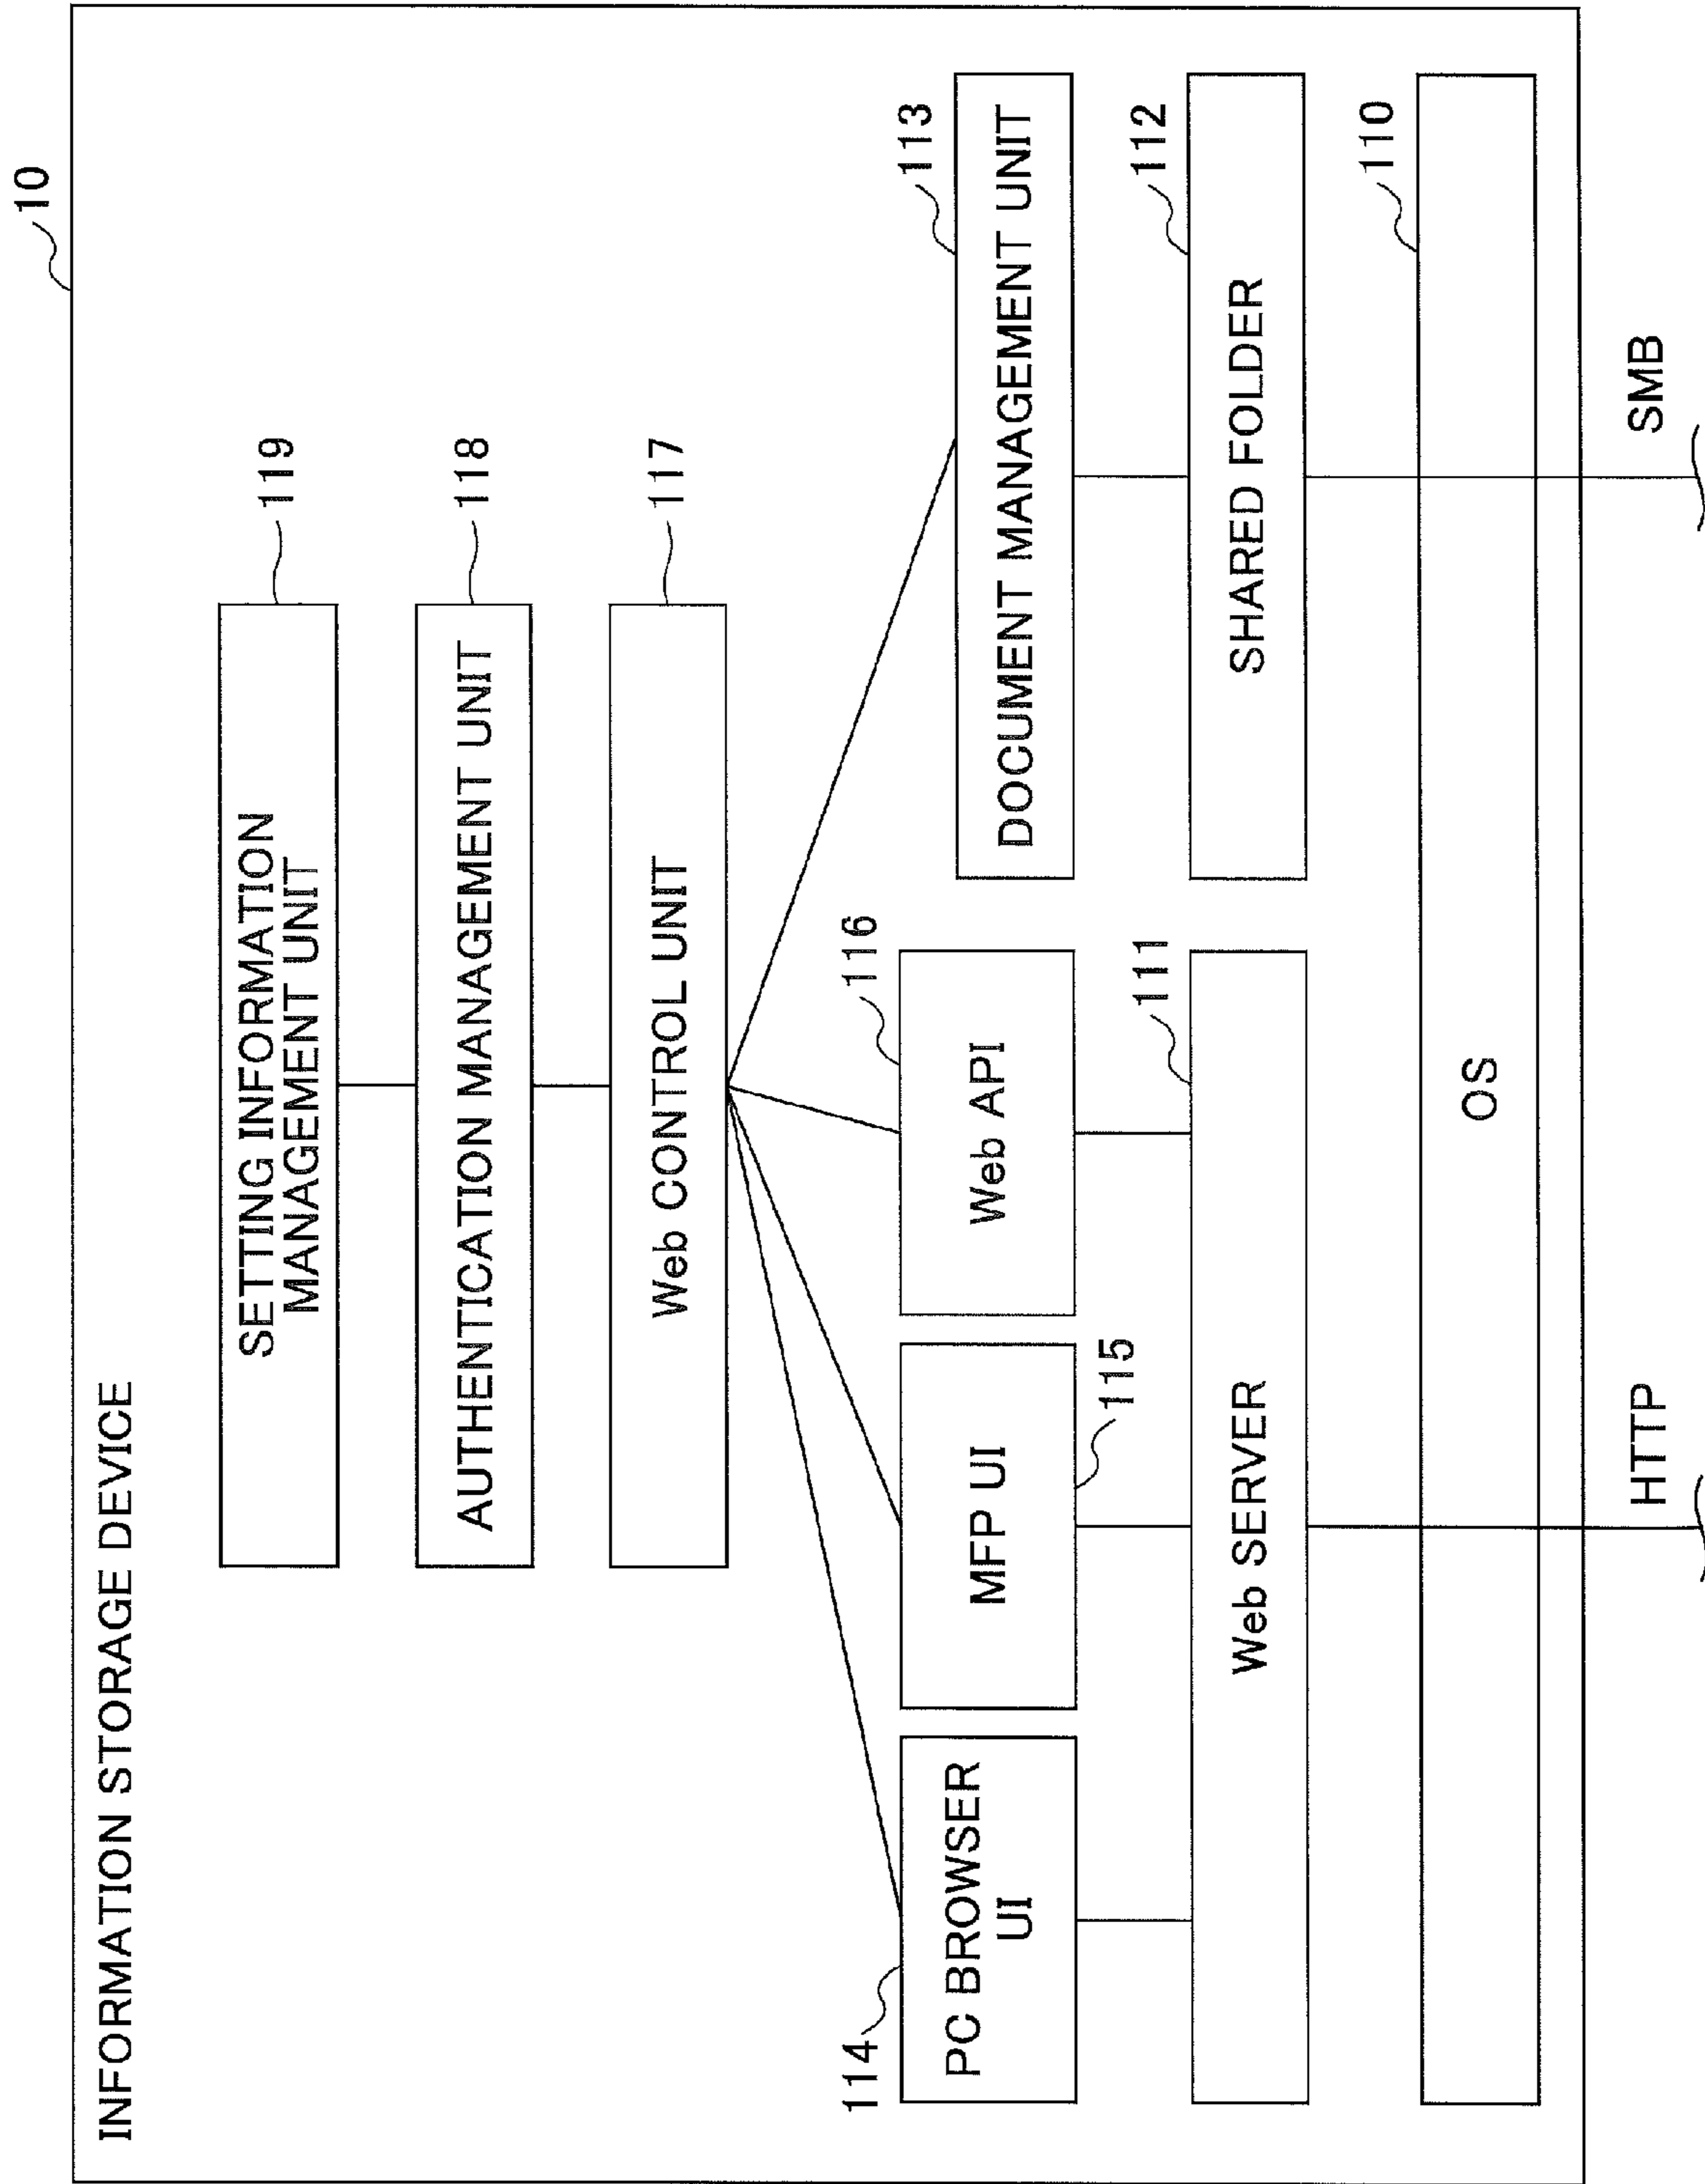 10
INFORMATION STORAGE DEVICE
SETTING INFORMATION
MANAGEMENT UNIT
119
AUTHENTICATION MANAGEMENT UNIT
118
Web CONTROL UNIT
117
114
PC BROWSER
UI
MFP UI
115
Web API
116
DOCUMENT MANAGEMENT UNIT
113
Web SERVER
111
SHARED FOLDER
112
OS
110
HTTP
SMB